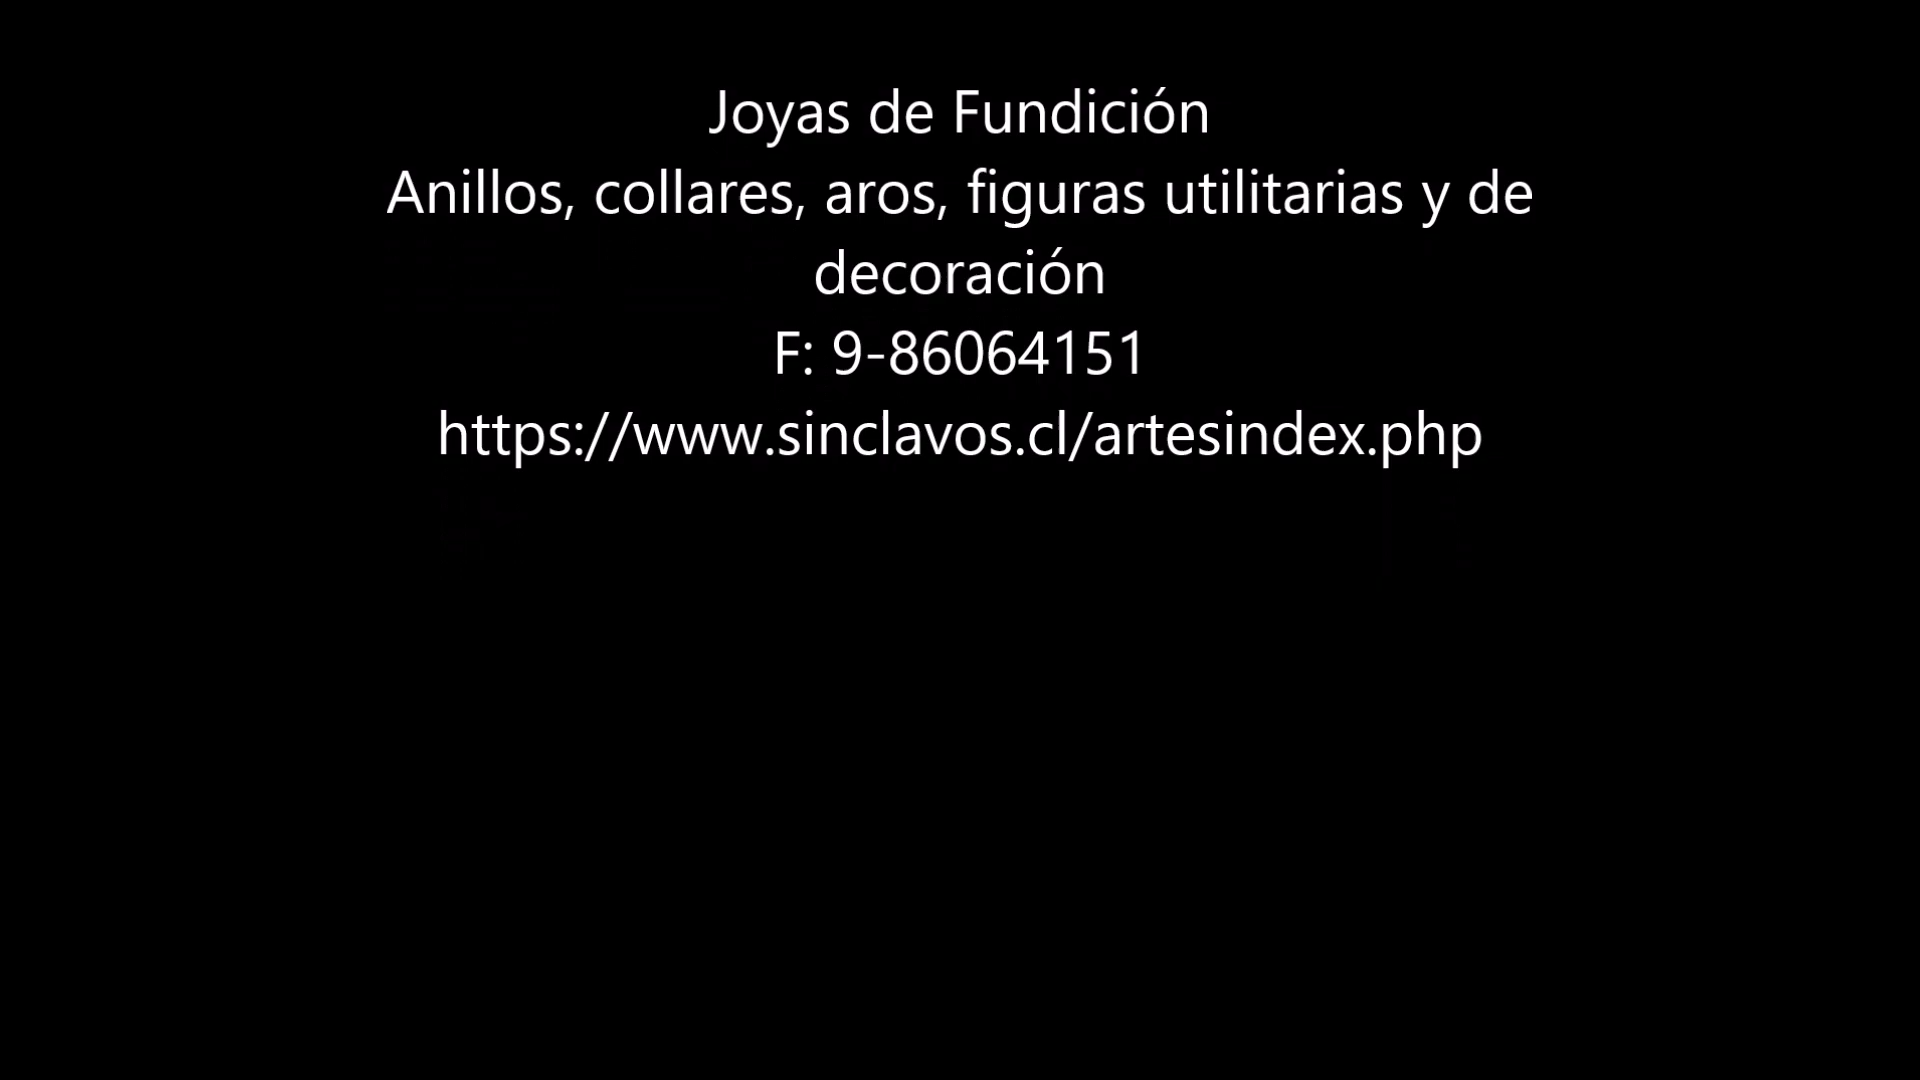 Joyas de Fundición
Anillos, collares, aros, figuras utilitarias y de
decoración
F: 9-86064151
https://www.sinclavos.cl/artesindex.php